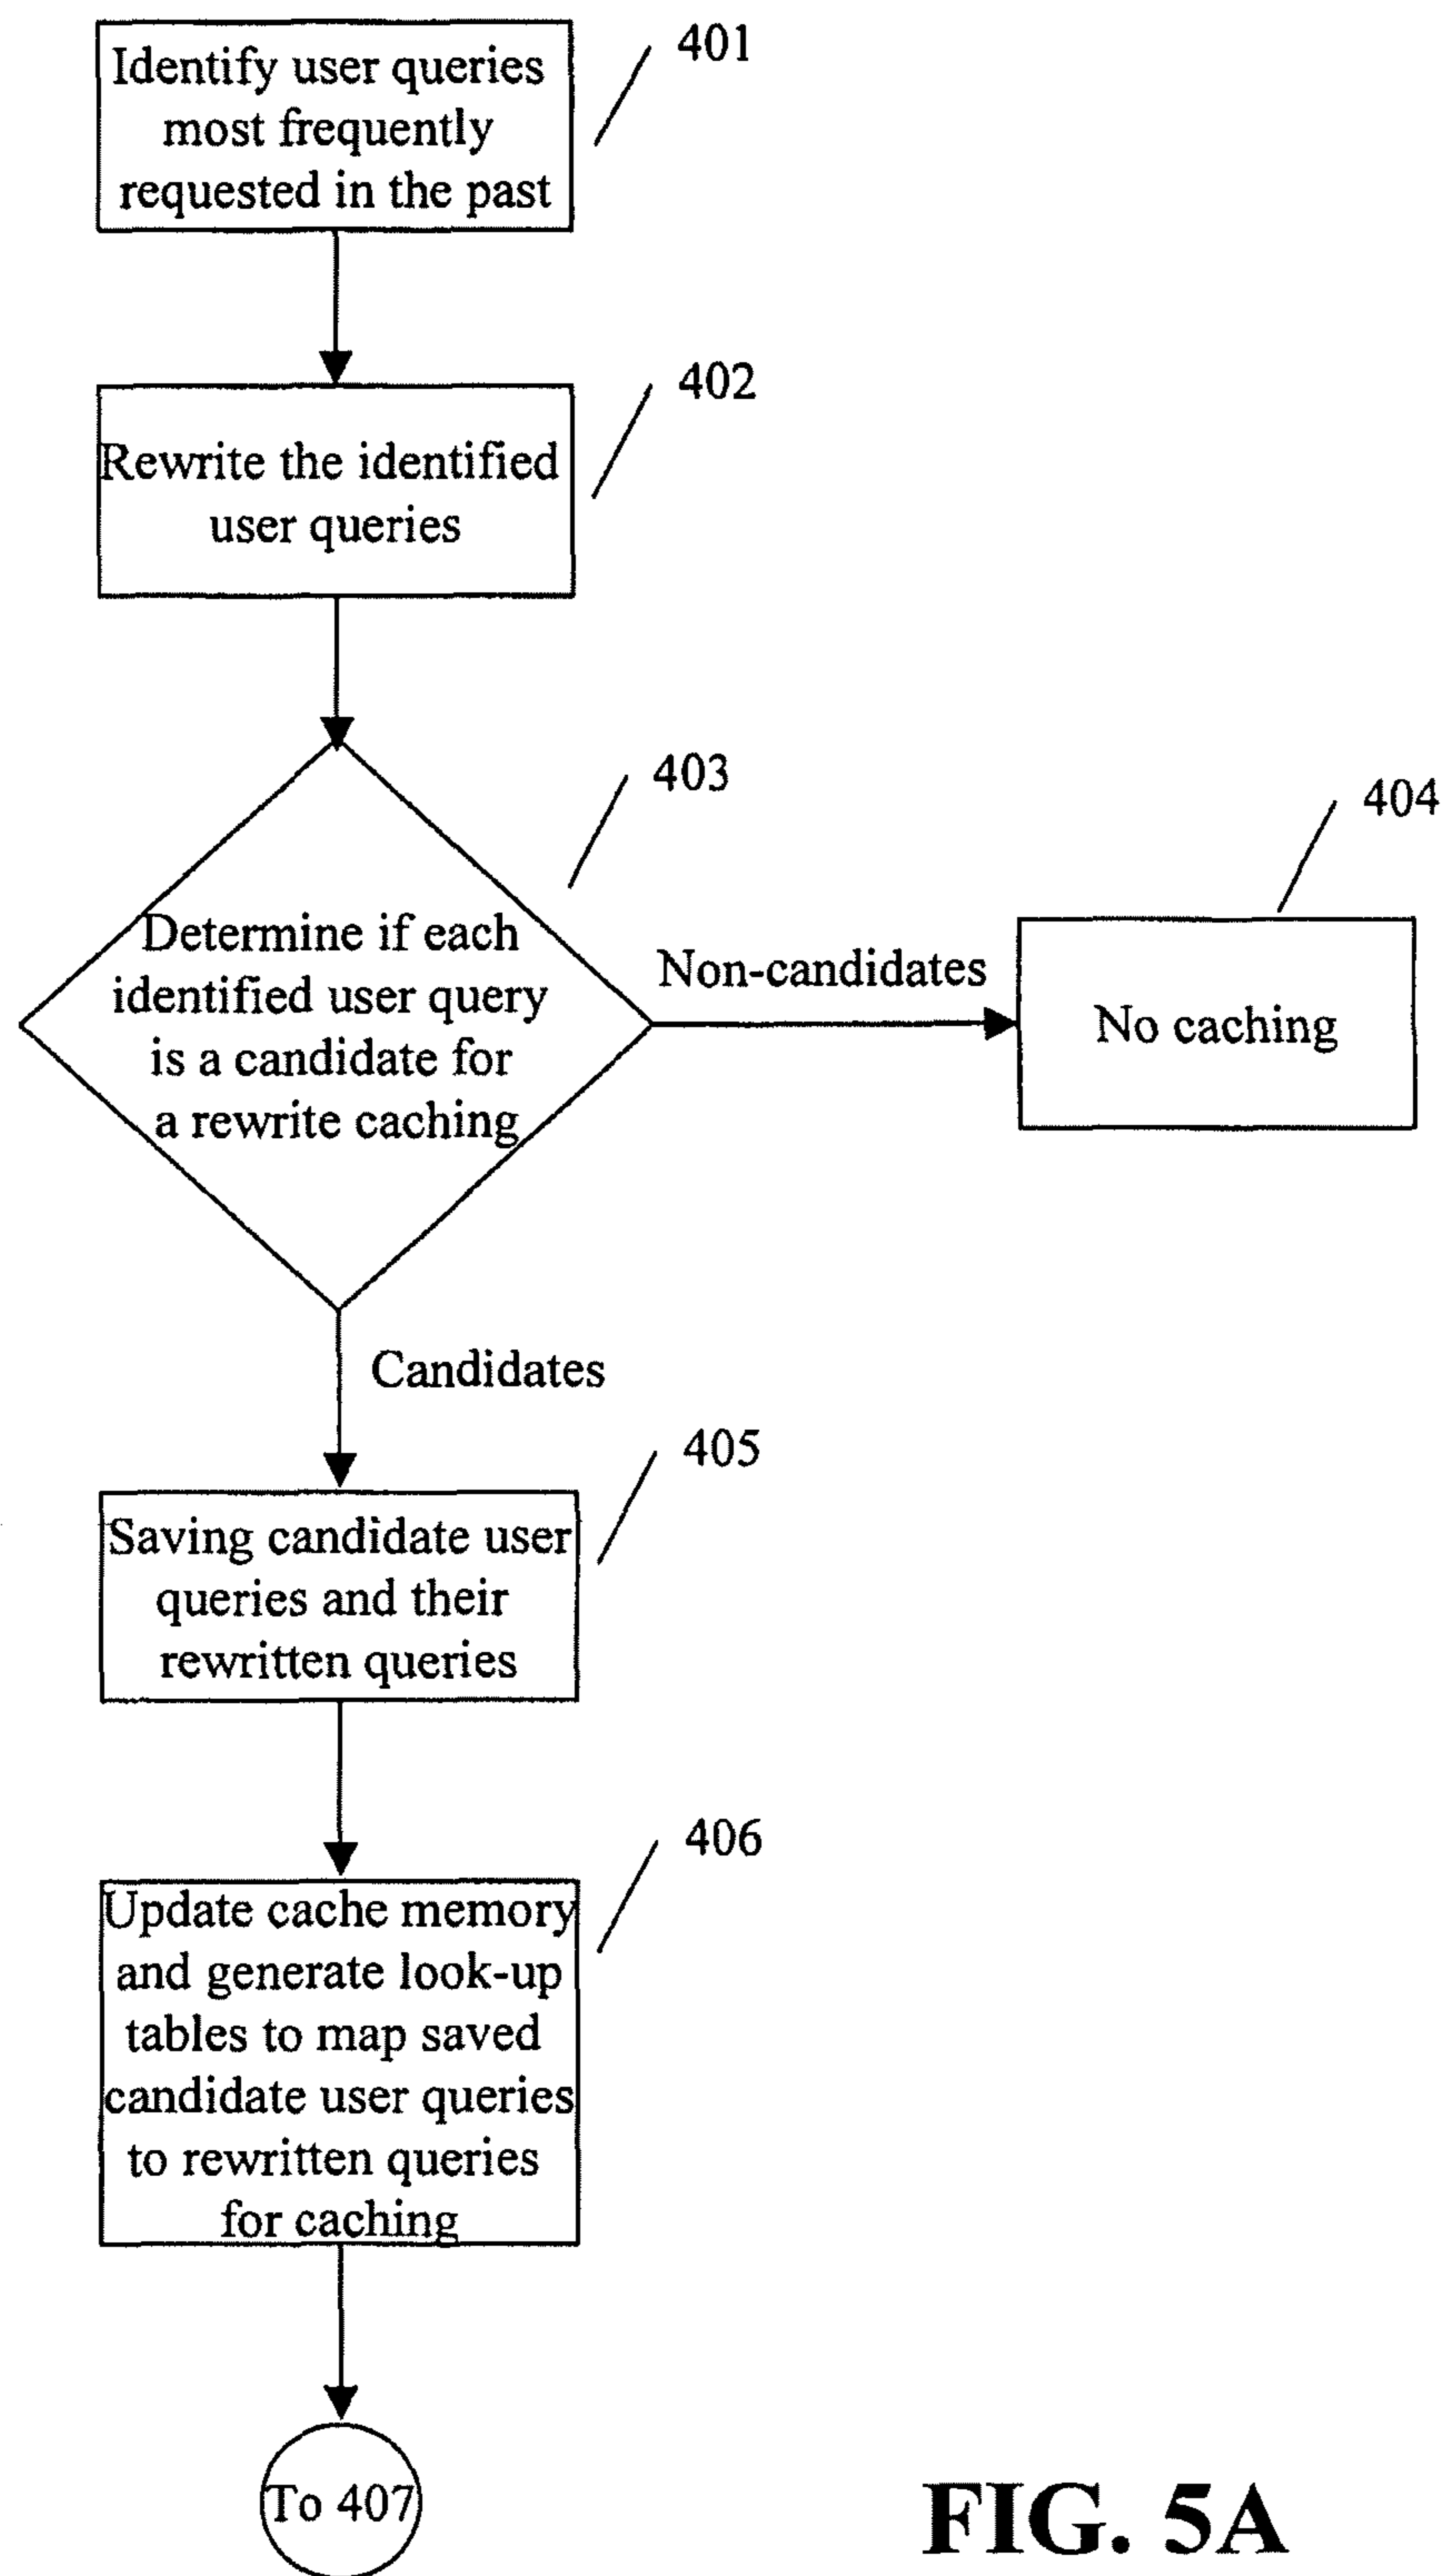 401
Identify user queries
most frequently
requested in the past
402
Rewrite the identified
user queries
403
404
Determine if each
identified user query
is a candidate for
a rewrite caching
Non-candidates
No caching
Candidates
405
Saving candidate user
queries and their
rewritten queries
406
Update cache memory
and generate look-up
tables to map saved
candidate user queries
to rewritten queries
for caching
To 407
FIG. 5A